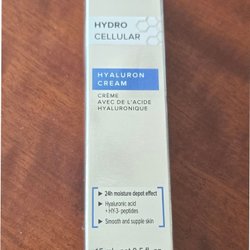 HYDRO
CELLULAR
HYALURON
CREAM
CRÈME
AVEC DE L'ACIDE
HYALURONIQUE
▸ 24h moisture depot effect
▸ Hyaluronic acid
+ HY-3- peptides
▸ Smooth and supple skin